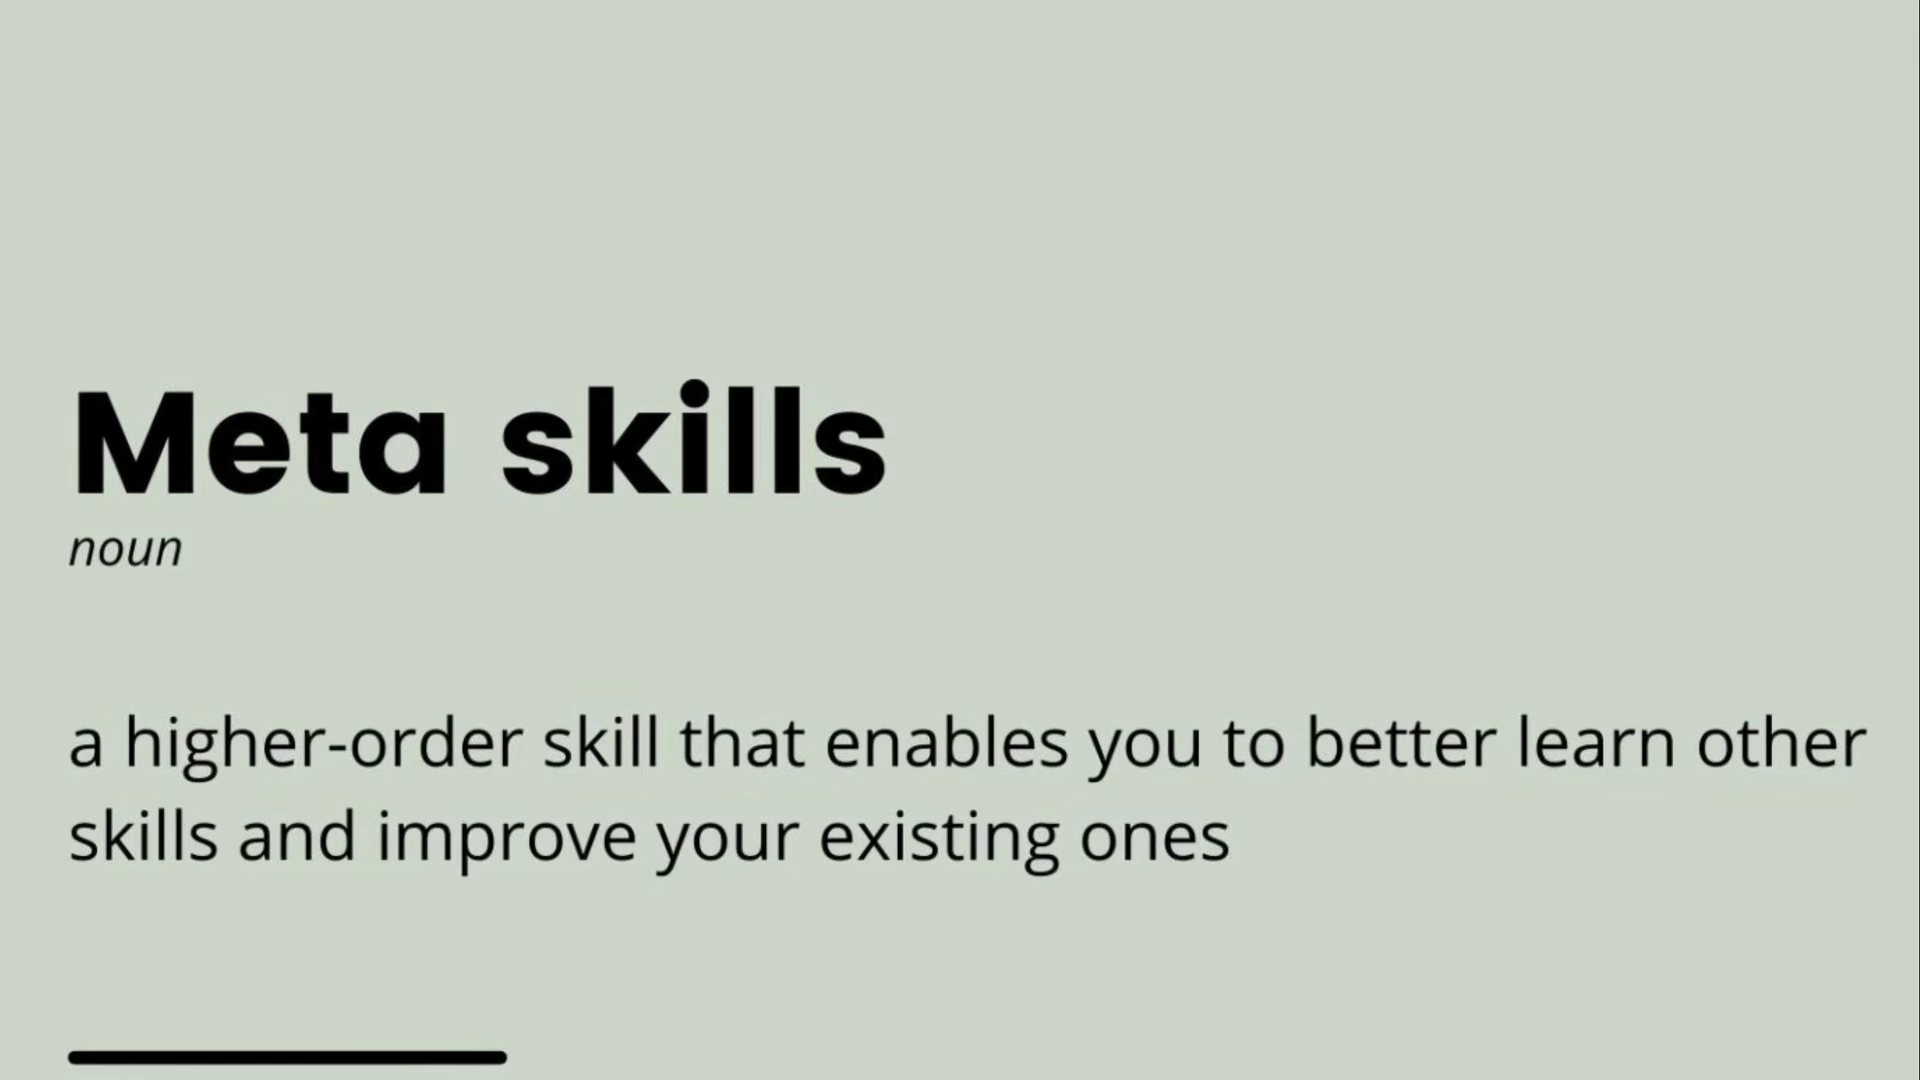 Meta skills
noun
a higher-order skill that enables you to better learn other
skills and improve your existing ones